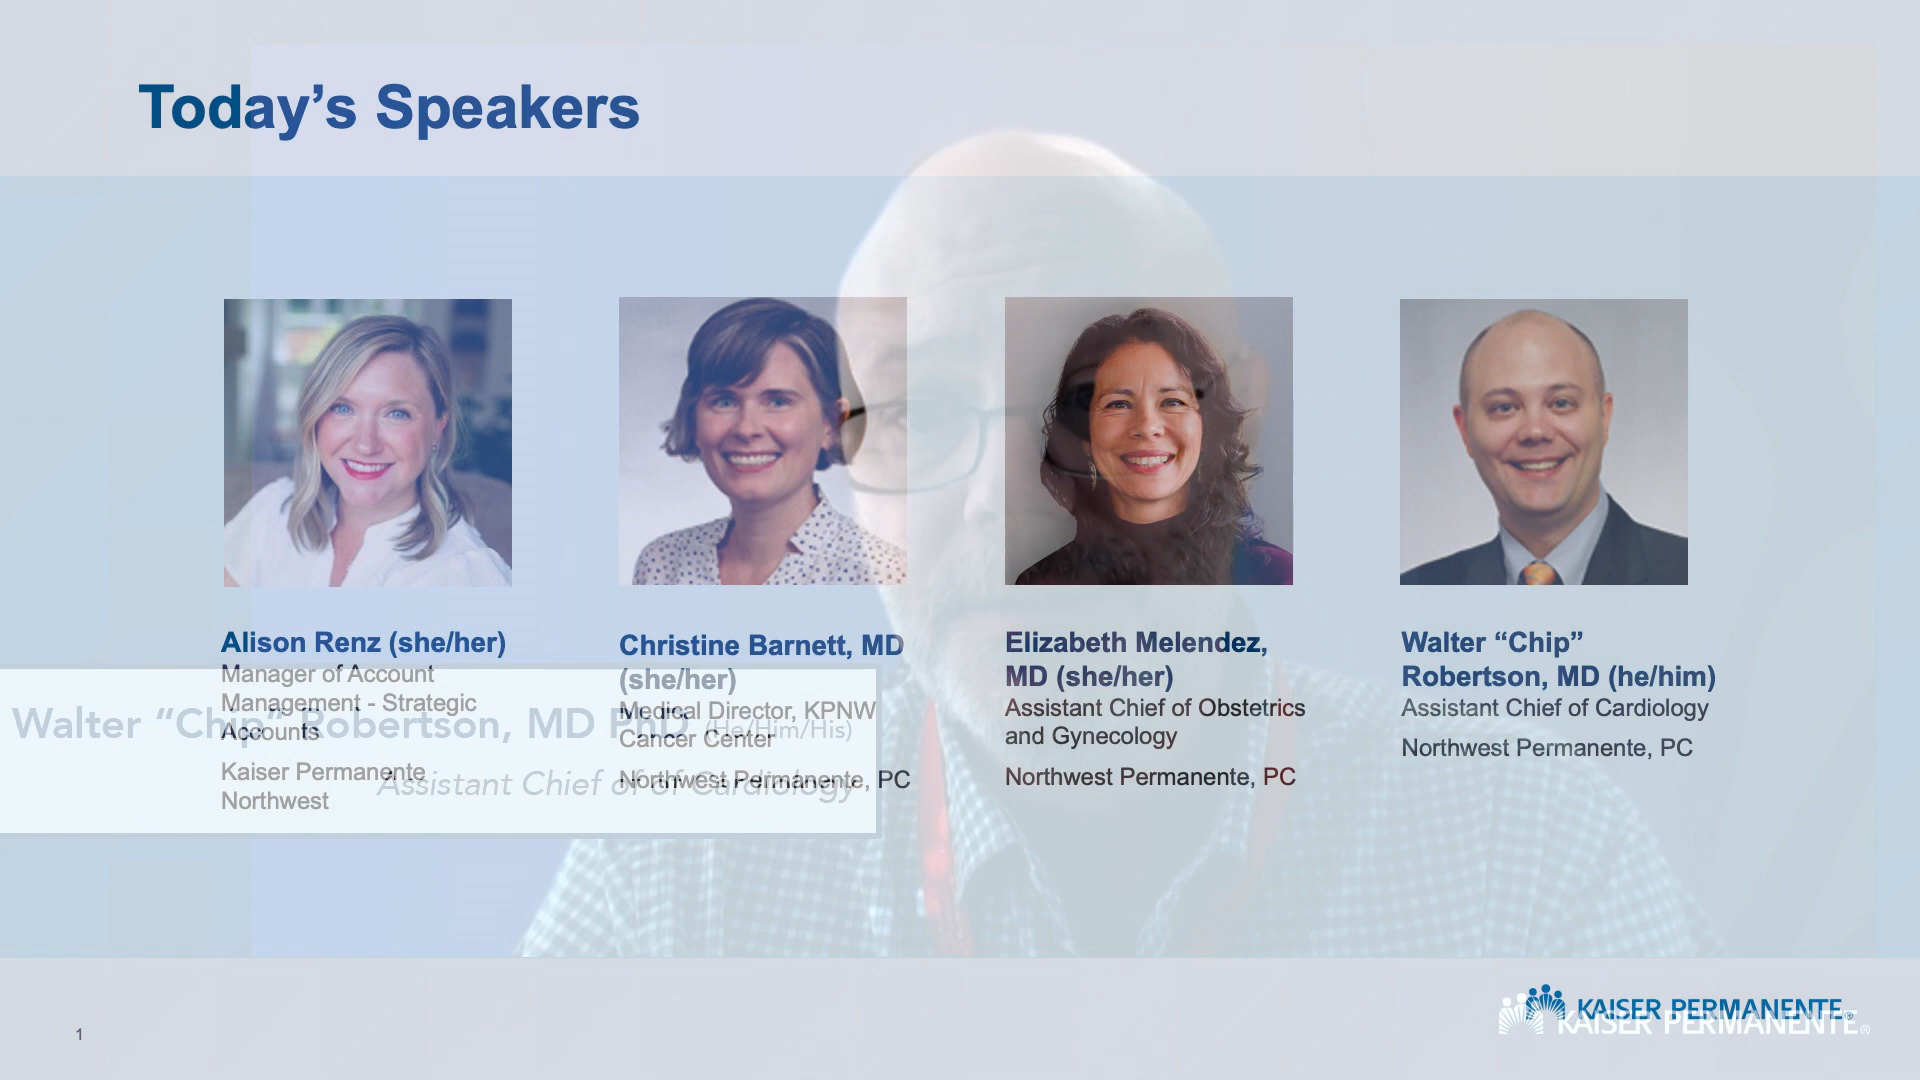 Today’s Speakers
Alison Renz (she/her)
Manager of Account
Management - Strategic
Accounts
Kaiser Permanente
Northwest
Christine Barnett, MD
(she/her)
Medical Director, KPNW
Cancer Center
Northwest Permanente, PC
Elizabeth Melendez,
MD (she/her)
Assistant Chief of Obstetrics
and Gynecology
Northwest Permanente, PC
Walter “Chip”
Robertson, MD (he/him)
Assistant Chief of Cardiology
Northwest Permanente, PC
Walter “Chip” Robertson, MD PhD (He/Him/His)
Assistant Chief of of Cardiology
1
KAISER PERMANENTE®
KAISER PERMANENTE®